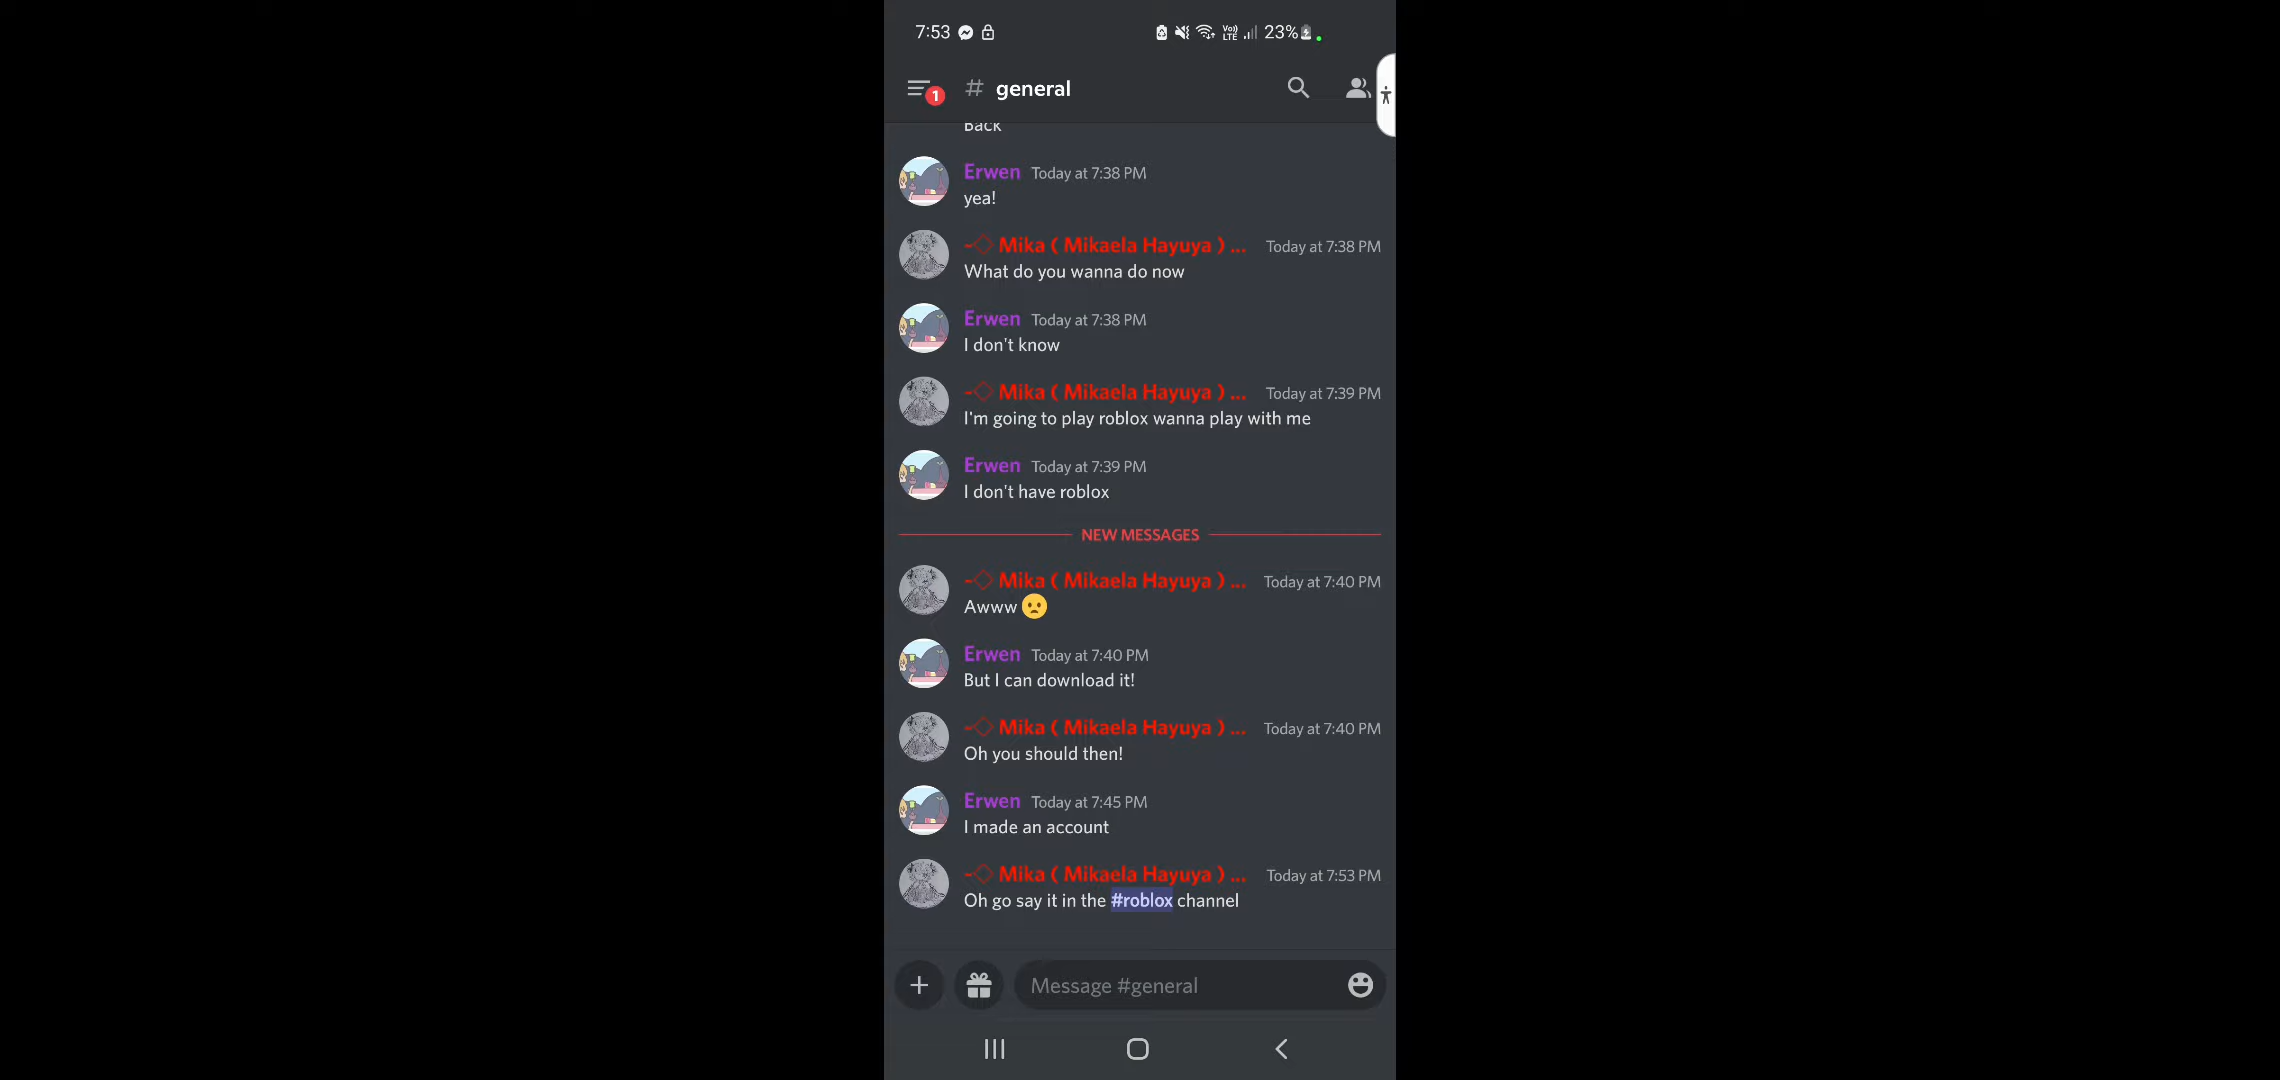 7:53 VoLTE 23%
1 # general
Back
Erwen Today at 7:38 PM
yea!
-◇ Mika ( Mikaela Hayuya ) ... Today at 7:38 PM
What do you wanna do now
Erwen Today at 7:38 PM
I don't know
-◇ Mika ( Mikaela Hayuya ) ... Today at 7:39 PM
I'm going to play roblox wanna play with me
Erwen Today at 7:39 PM
I don't have roblox
NEW MESSAGES
-◇ Mika ( Mikaela Hayuya ) ... Today at 7:40 PM
Awww 🙁
Erwen Today at 7:40 PM
But I can download it!
-◇ Mika ( Mikaela Hayuya ) ... Today at 7:40 PM
Oh you should then!
Erwen Today at 7:45 PM
I made an account
-◇ Mika ( Mikaela Hayuya ) ... Today at 7:53 PM
Oh go say it in the #roblox channel
Message #general